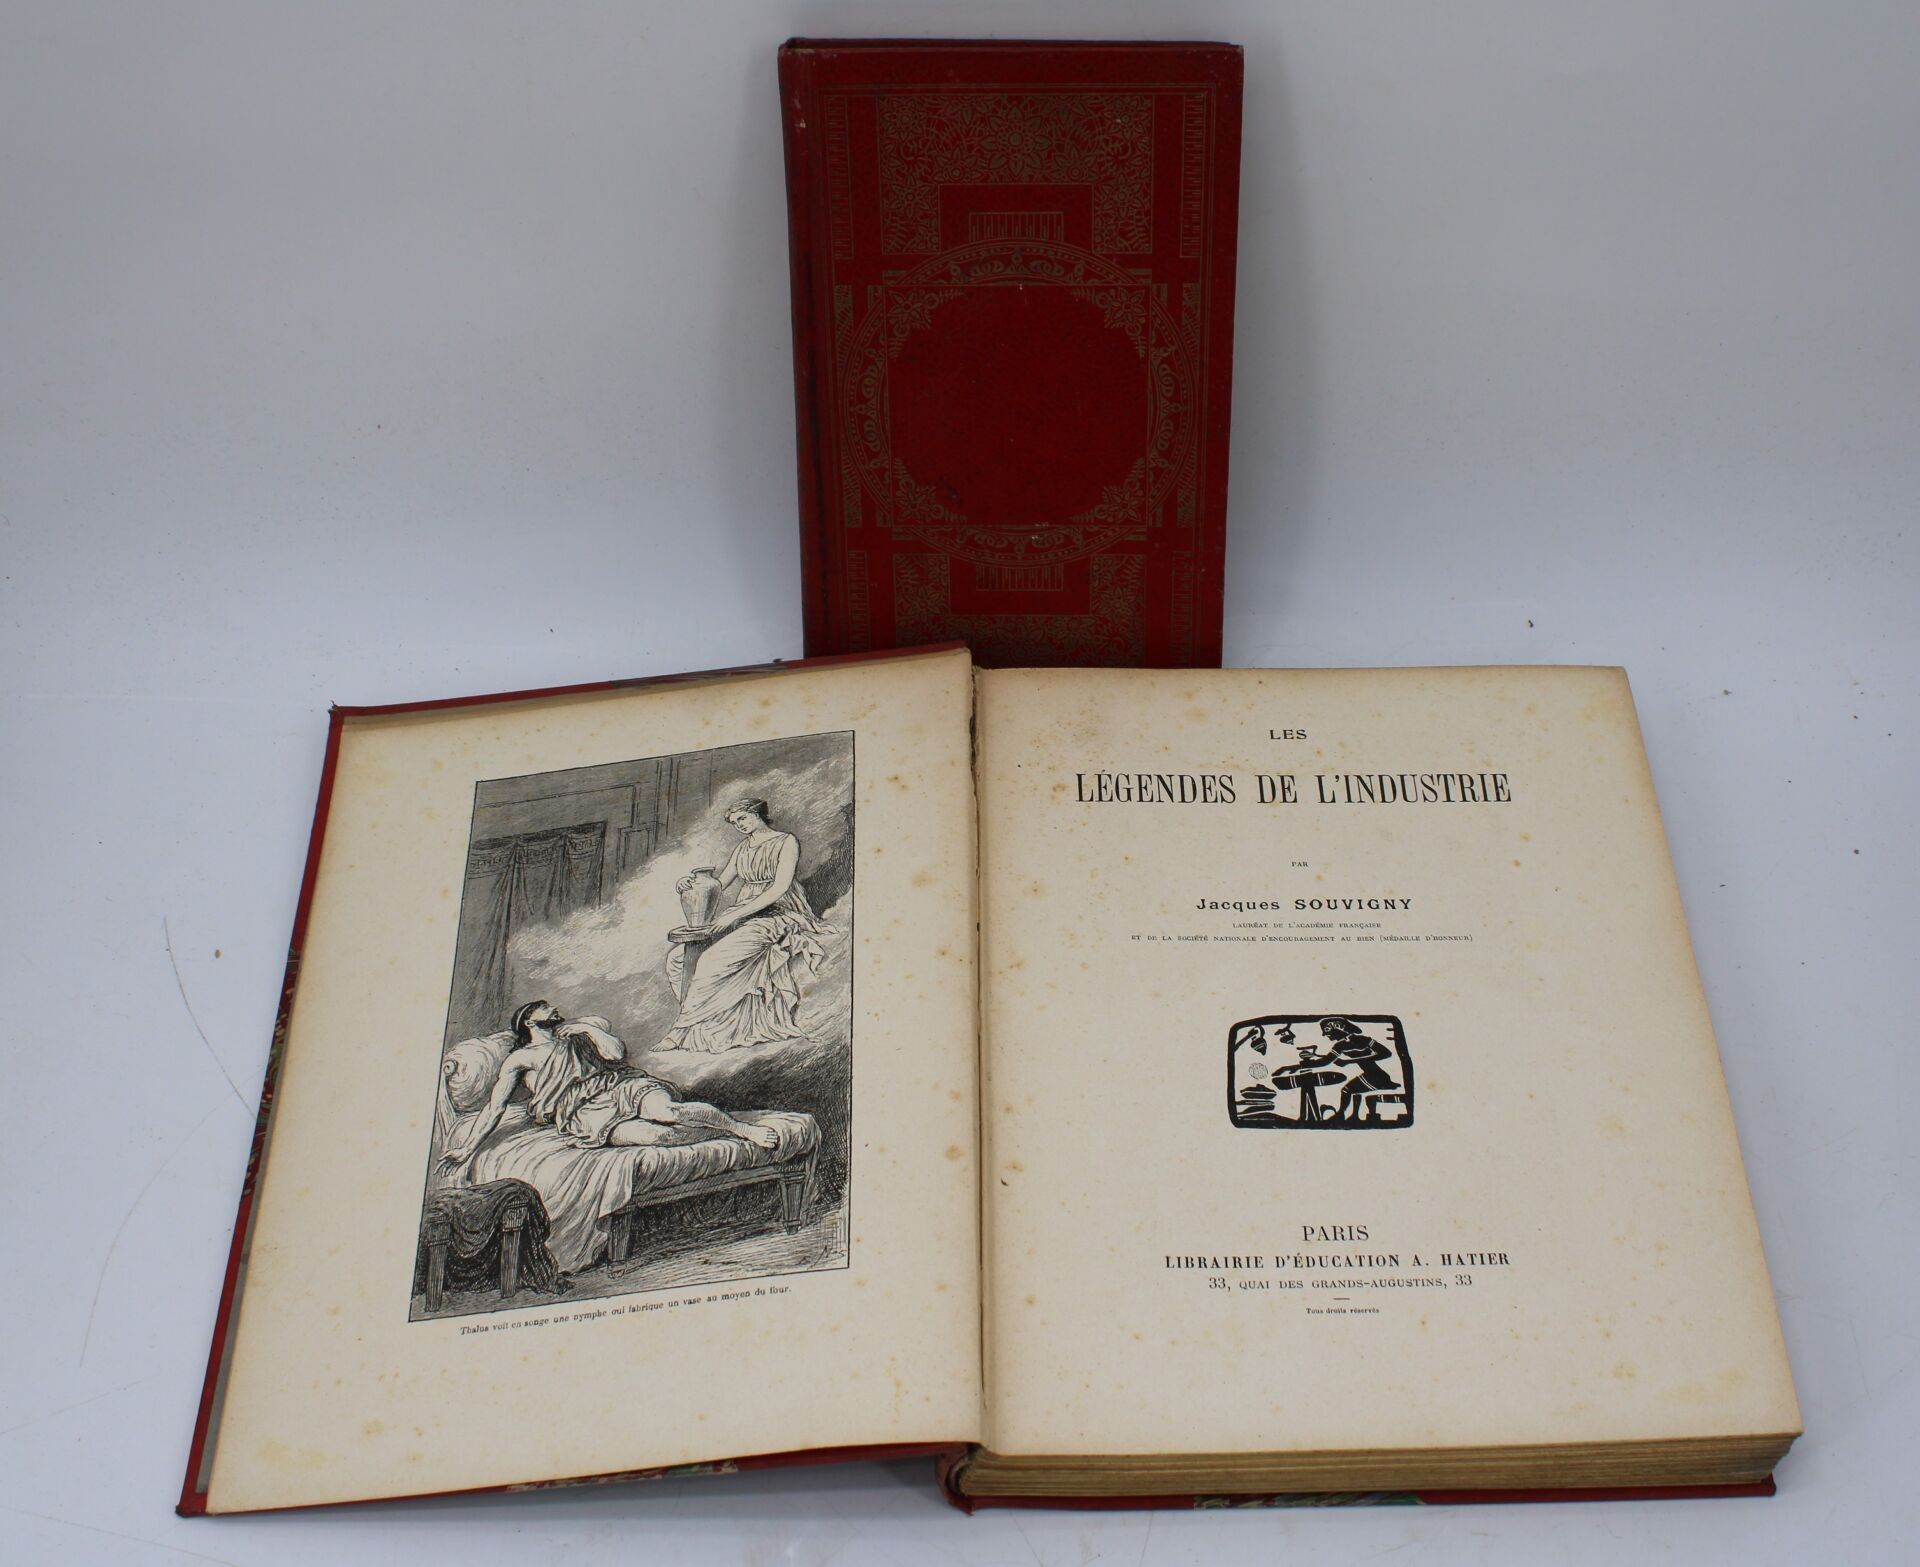 Thalus voit en songe une nymphe qui fabrique un vase au moyen du tour.
LES
LÉGENDES DE L'INDUSTRIE
PAR
Jacques SOUVIGNY
LAURÉAT DE L'ACADÉMIE FRANÇAISE
ET DE LA SOCIÉTÉ NATIONALE D'ENCOURAGEMENT AU BIEN (MÉDAILLE D'HONNEUR)
PARIS
LIBRAIRIE D'ÉDUCATION A. HATIER
33, QUAI DES GRANDS-AUGUSTINS, 33
Tous droits réservés